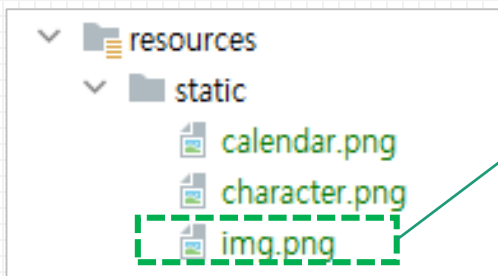 resources
static
calendar.png
character.png
img.png